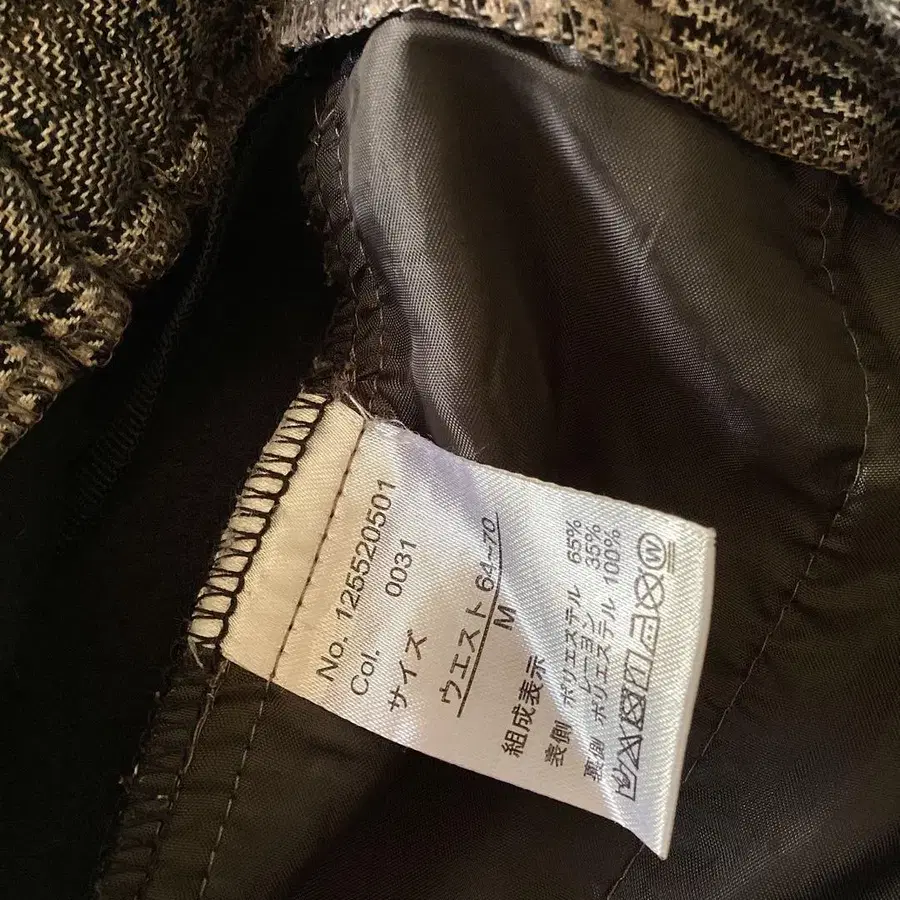 No. 125520501
Col. 0031
サイズ
ウエスト 64~70
M
組成表示
表側 ポリエステル 65%
レーヨン 35%
裏側 ポリエステル 100%
W